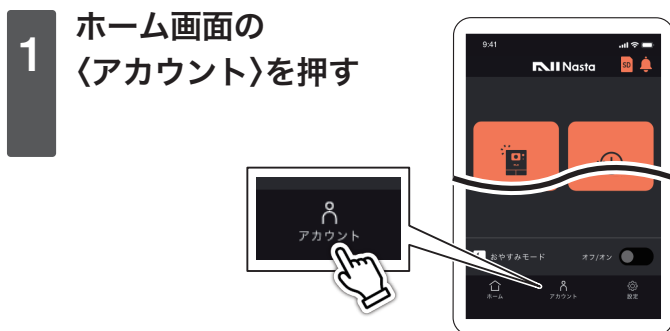 1
ホーム画面の
〈アカウント〉を押す
9:41
Nasta
SD
アカウント
おやすみモード
オフ/オン
ホーム
アカウント
設定